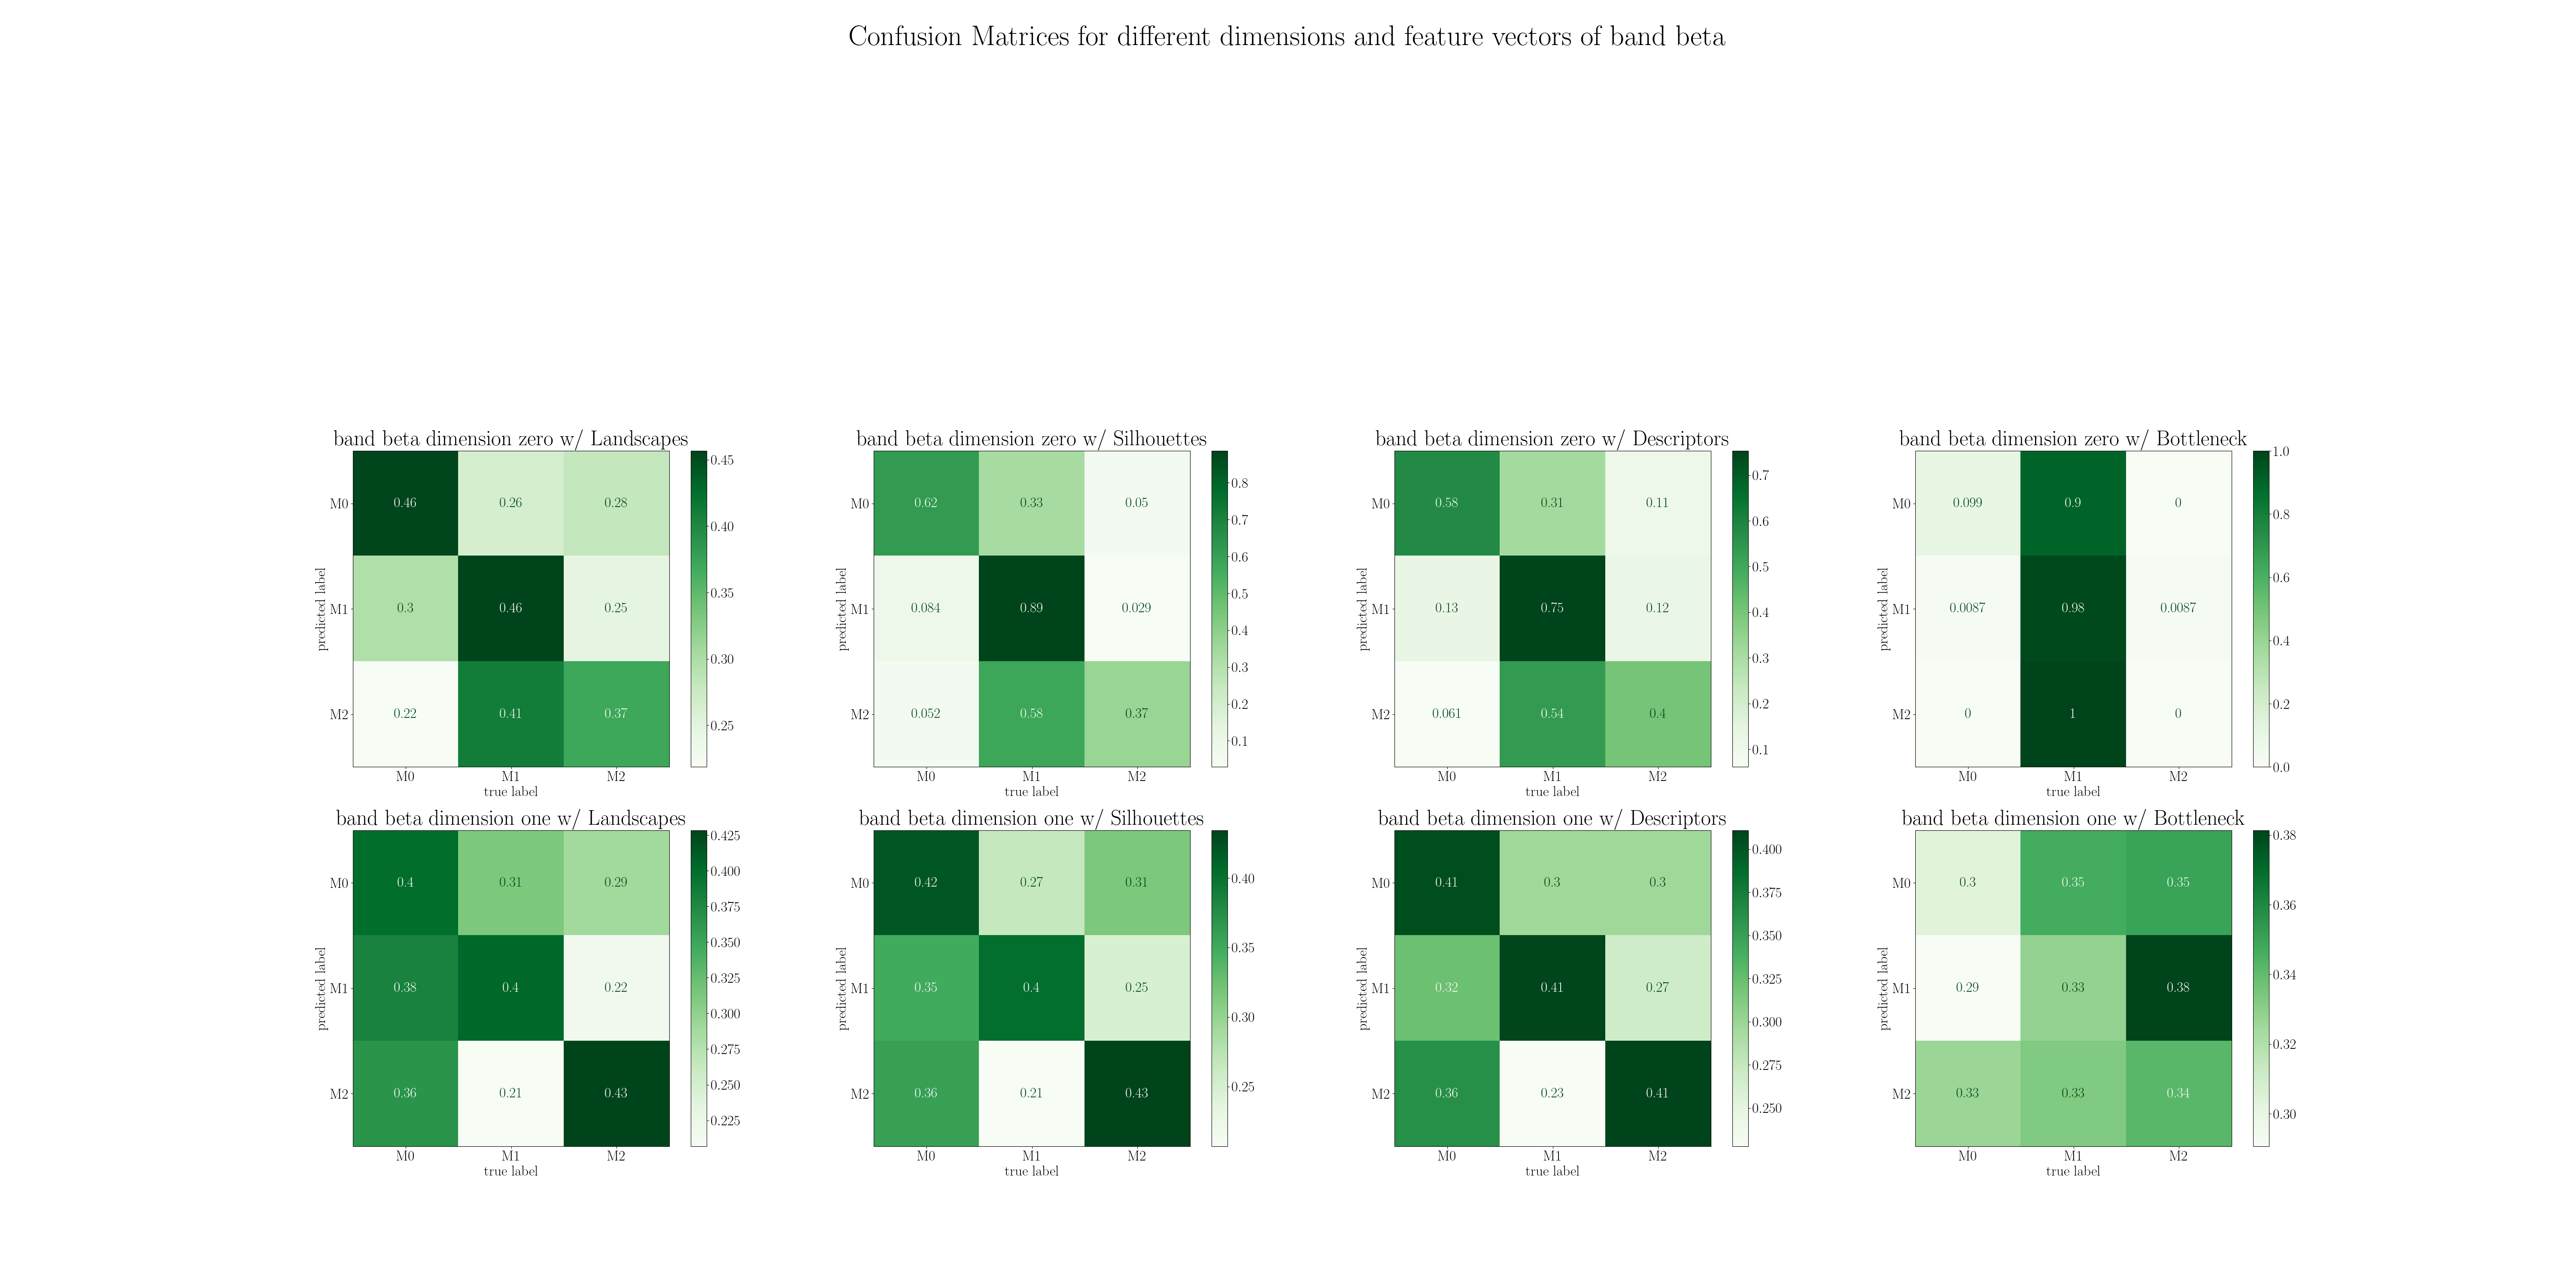 Confusion Matrices for different dimensions and feature vectors of band beta
band beta dimension zero w/ Landscapes
M0 0.46 0.26 0.28
M1 0.3 0.46 0.25
M2 0.22 0.41 0.37
M0 M1 M2
true label
predicted label
0.45
0.40
0.35
0.30
0.25
band beta dimension zero w/ Silhouettes
M0 0.62 0.33 0.05
M1 0.084 0.89 0.029
M2 0.052 0.58 0.37
M0 M1 M2
true label
predicted label
0.8
0.7
0.6
0.5
0.4
0.3
0.2
0.1
band beta dimension zero w/ Descriptors
M0 0.58 0.31 0.11
M1 0.13 0.75 0.12
M2 0.061 0.54 0.4
M0 M1 M2
true label
predicted label
0.7
0.6
0.5
0.4
0.3
0.2
0.1
band beta dimension zero w/ Bottleneck
M0 0.099 0.9 0
M1 0.0087 0.98 0.0087
M2 0 1 0
M0 M1 M2
true label
predicted label
1.0
0.8
0.6
0.4
0.2
0.0
band beta dimension one w/ Landscapes
M0 0.4 0.31 0.29
M1 0.38 0.4 0.22
M2 0.36 0.21 0.43
M0 M1 M2
true label
predicted label
0.425
0.400
0.375
0.350
0.325
0.300
0.275
0.250
0.225
band beta dimension one w/ Silhouettes
M0 0.42 0.27 0.31
M1 0.35 0.4 0.25
M2 0.36 0.21 0.43
M0 M1 M2
true label
predicted label
0.40
0.35
0.30
0.25
band beta dimension one w/ Descriptors
M0 0.41 0.3 0.3
M1 0.32 0.41 0.27
M2 0.36 0.23 0.41
M0 M1 M2
true label
predicted label
0.400
0.375
0.350
0.325
0.300
0.275
0.250
band beta dimension one w/ Bottleneck
M0 0.3 0.35 0.35
M1 0.29 0.33 0.38
M2 0.33 0.33 0.34
M0 M1 M2
true label
predicted label
0.38
0.36
0.34
0.32
0.30